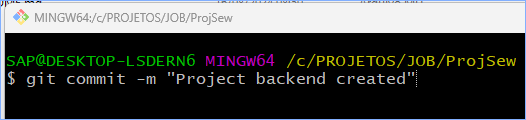 MINGW64:/c/PROJETOS/JOB/ProjSew
SAP@DESKTOP-LSDERN6 MINGW64 /c/PROJETOS/JOB/ProjSew
$ git commit -m "Project backend created"